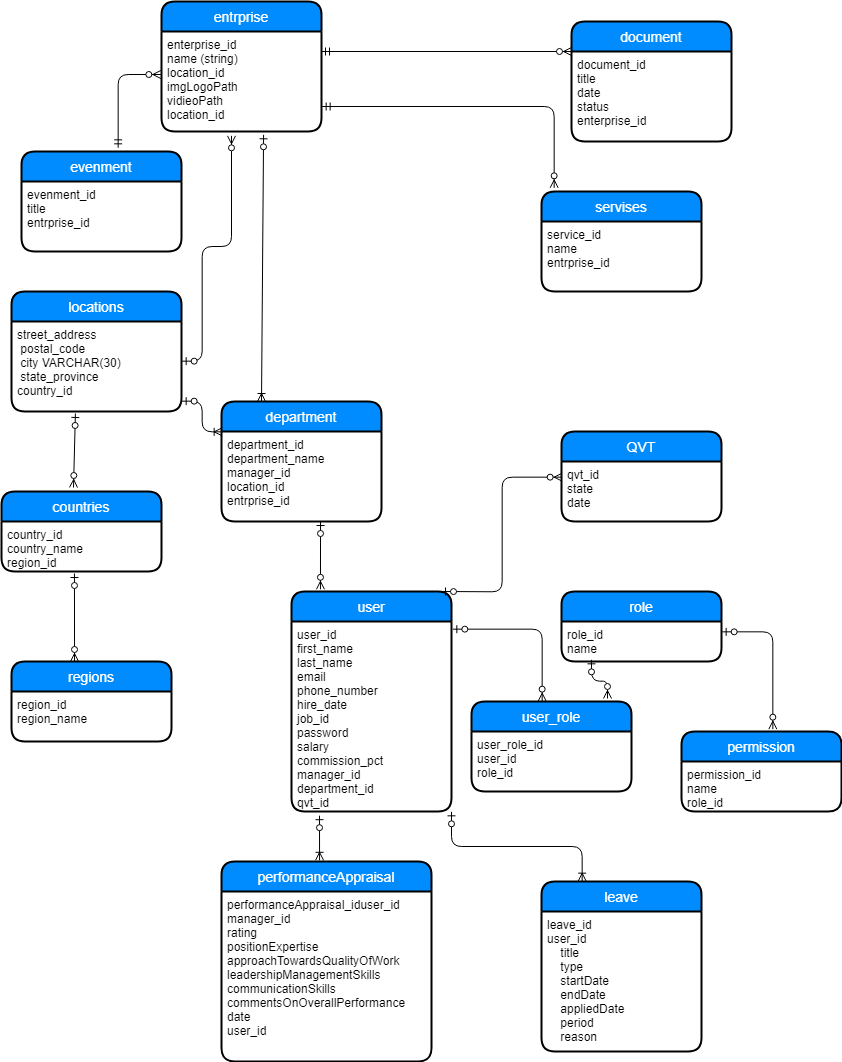 entrprise
enterprise_id
name (string)
location_id
imgLogoPath
vidieoPath
location_id
document
document_id
title
date
status
enterprise_id
evenment
evenment_id
title
entrprise_id
servises
service_id
name
entrprise_id
locations
street_address
postal_code
city VARCHAR(30)
state_province
country_id
department
department_id
department_name
manager_id
location_id
entrprise_id
QVT
qvt_id
state
date
countries
country_id
country_name
region_id
user
user_id
first_name
last_name
email
phone_number
hire_date
job_id
password
salary
commission_pct
manager_id
department_id
qvt_id
role
role_id
name
regions
region_id
region_name
user_role
user_role_id
user_id
role_id
permission
permission_id
name
role_id
performanceAppraisal
performanceAppraisal_iduser_id
manager_id
rating
positionExpertise
approachTowardsQualityOfWork
leadershipManagementSkills
communicationSkills
commentsOnOverallPerformance
date
user_id
leave
leave_id
user_id
title
type
startDate
endDate
appliedDate
period
reason